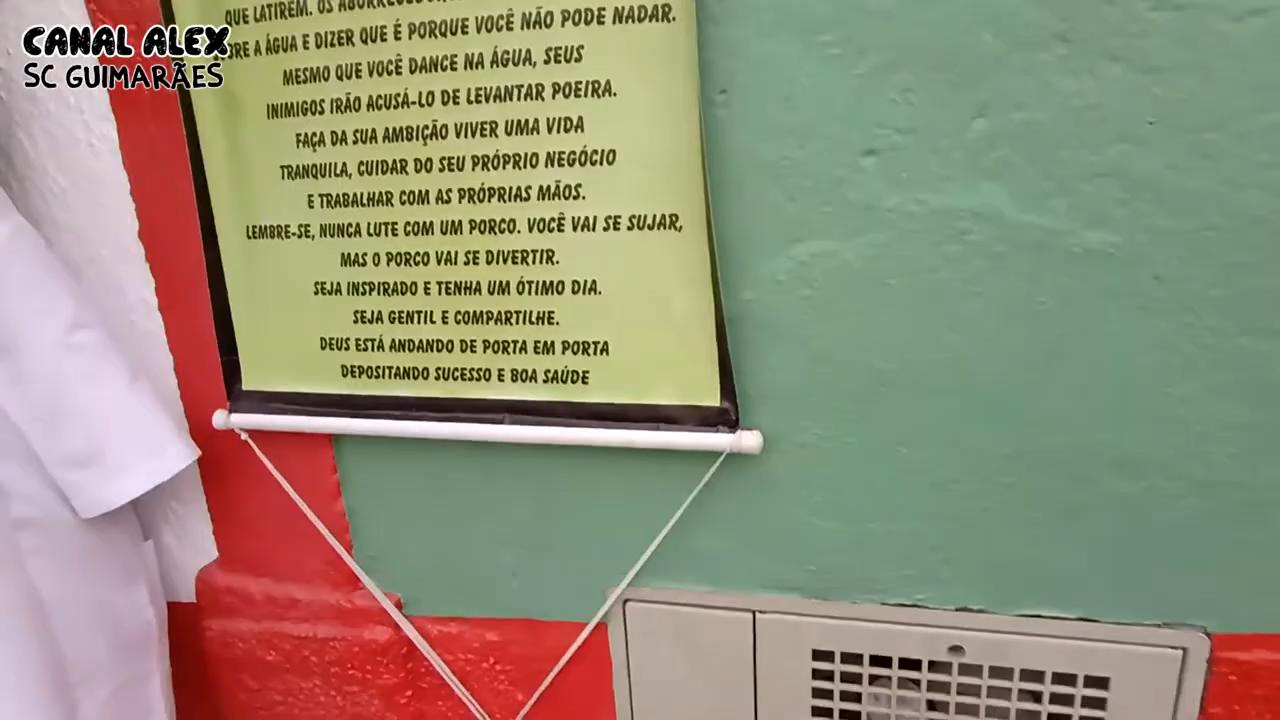 CANAL ALEX
SC GUIMARÃES
QUE LATIREM. OS
A ÁGUA E DIZER QUE É PORQUE VOCÊ NÃO PODE NADAR.
MESMO QUE VOCÊ DANCE NA ÁGUA, SEUS
INIMIGOS IRÃO ACUSÁ-LO DE LEVANTAR POEIRA.
FAÇA DA SUA AMBIÇÃO VIVER UMA VIDA
TRANQUILA, CUIDAR DO SEU PRÓPRIO NEGÓCIO
E TRABALHAR COM AS PRÓPRIAS MÃOS.
LEMBRE-SE, NUNCA LUTE COM UM PORCO. VOCÊ VAI SE SUJAR,
MAS O PORCO VAI SE DIVERTIR.
SEJA INSPIRADO E TENHA UM ÓTIMO DIA.
SEJA GENTIL E COMPARTILHE.
DEUS ESTÁ ANDANDO DE PORTA EM PORTA
DEPOSITANDO SUCESSO E BOA SAÚDE